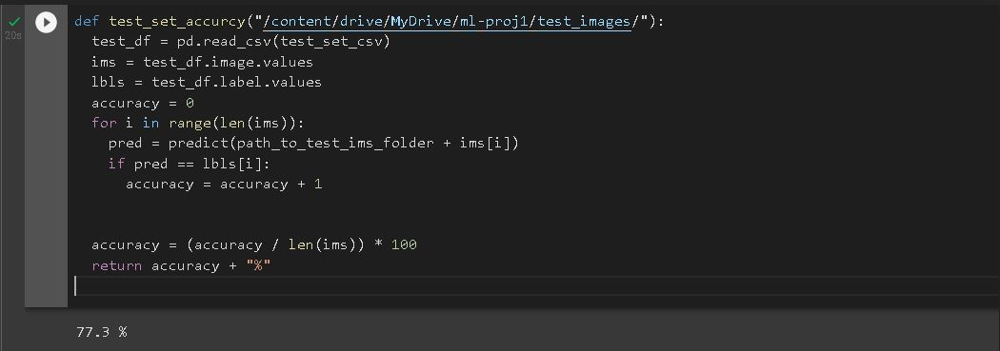 20s
def test_set_accurcy("/content/drive/MyDrive/ml-proj1/test_images/"):
  test_df = pd.read_csv(test_set_csv)
  ims = test_df.image.values
  lbls = test_df.label.values
  accuracy = 0
  for i in range(len(ims)):
    pred = predict(path_to_test_ims_folder + ims[i])
    if pred == lbls[i]:
      accuracy = accuracy + 1
  accuracy = (accuracy / len(ims)) * 100
  return accuracy + "%"
77.3 %